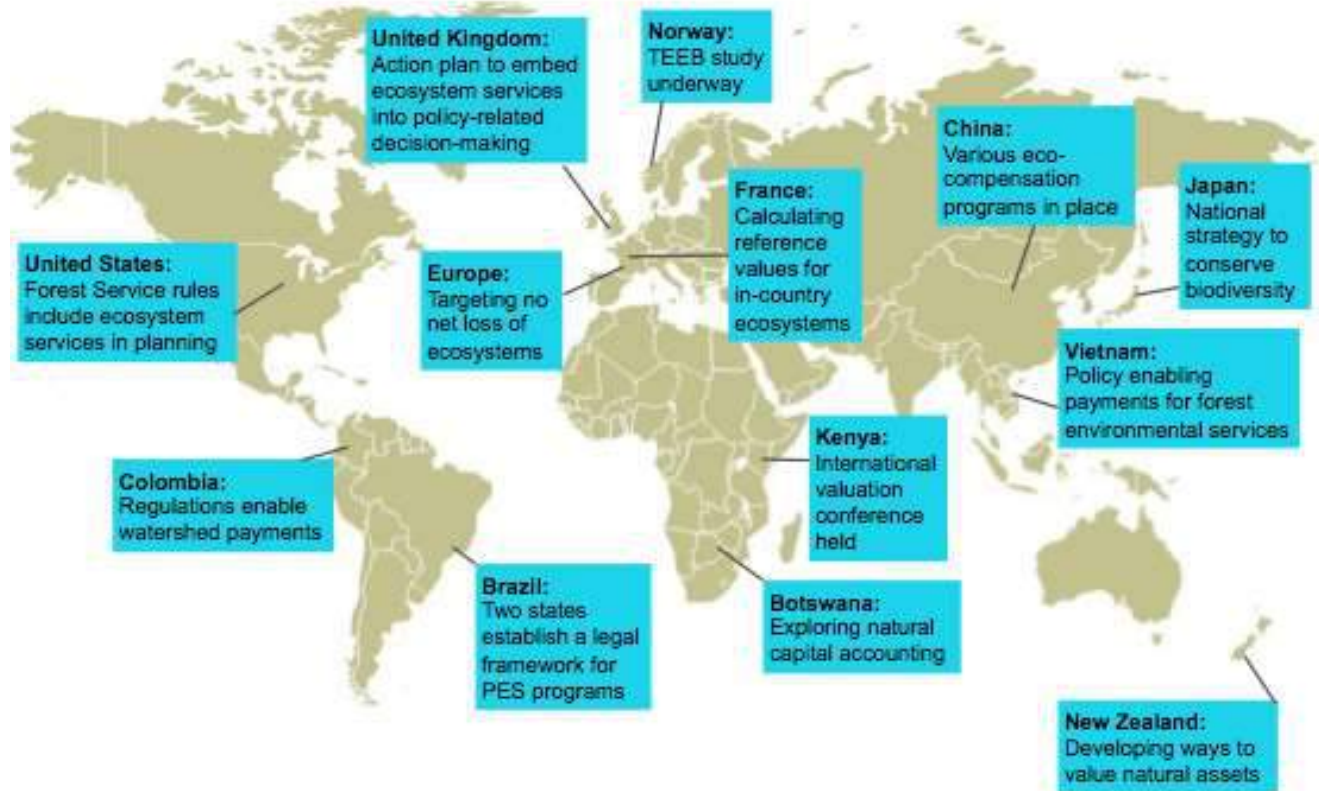 United Kingdom:
Action plan to embed
ecosystem services
into policy-related
decision-making
Norway:
TEEB study
underway
China:
Various eco-
compensation
programs in place
Japan:
National
strategy to
conserve
biodiversity
France:
Calculating
reference
values for
in-country
ecosystems
United States:
Forest Service rules
include ecosystem
services in planning
Europe:
Targeting no
net loss of
ecosystems
Vietnam:
Policy enabling
payments for forest
environmental services
Kenya:
International
valuation
conference
held
Colombia:
Regulations enable
watershed payments
Brazil:
Two states
establish a legal
framework for
PES programs
Botswana:
Exploring natural
capital accounting
New Zealand:
Developing ways to
value natural assets